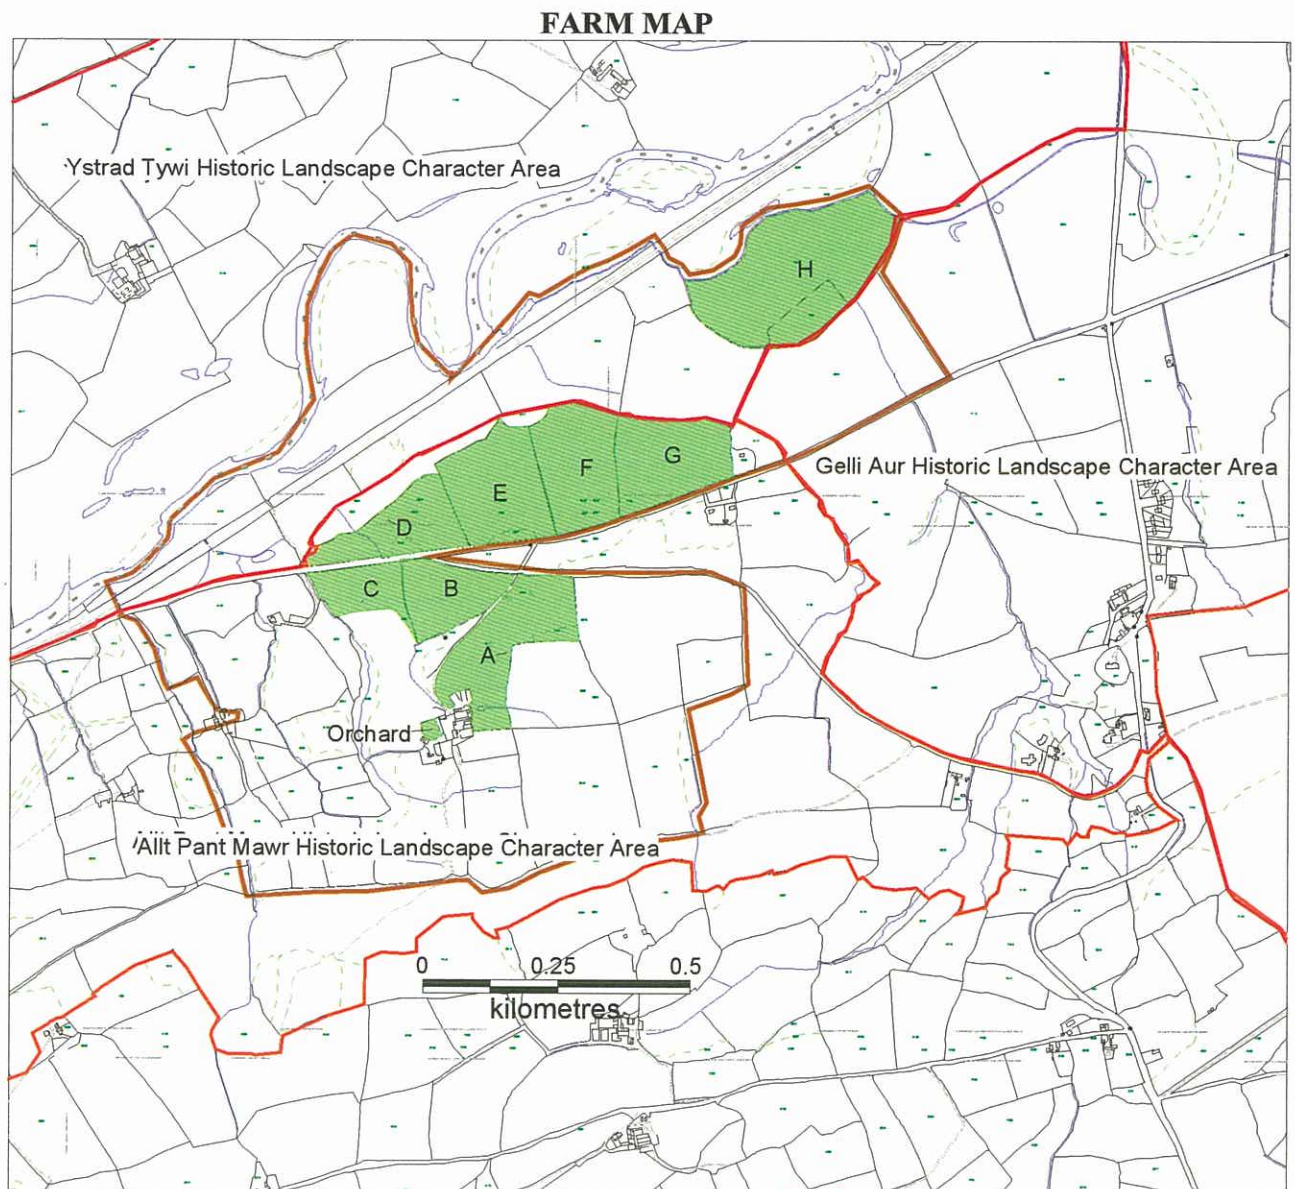 FARM MAP
'Ystrad Tywi Historic Landscape Character Area
H
G
F
E
D
Gelli Aur Historic Landscape Character Area
C
B
A
Orchard
Allt Pant Mawr Historic Landscape Character Area
0 0.25 0.5
kilometres